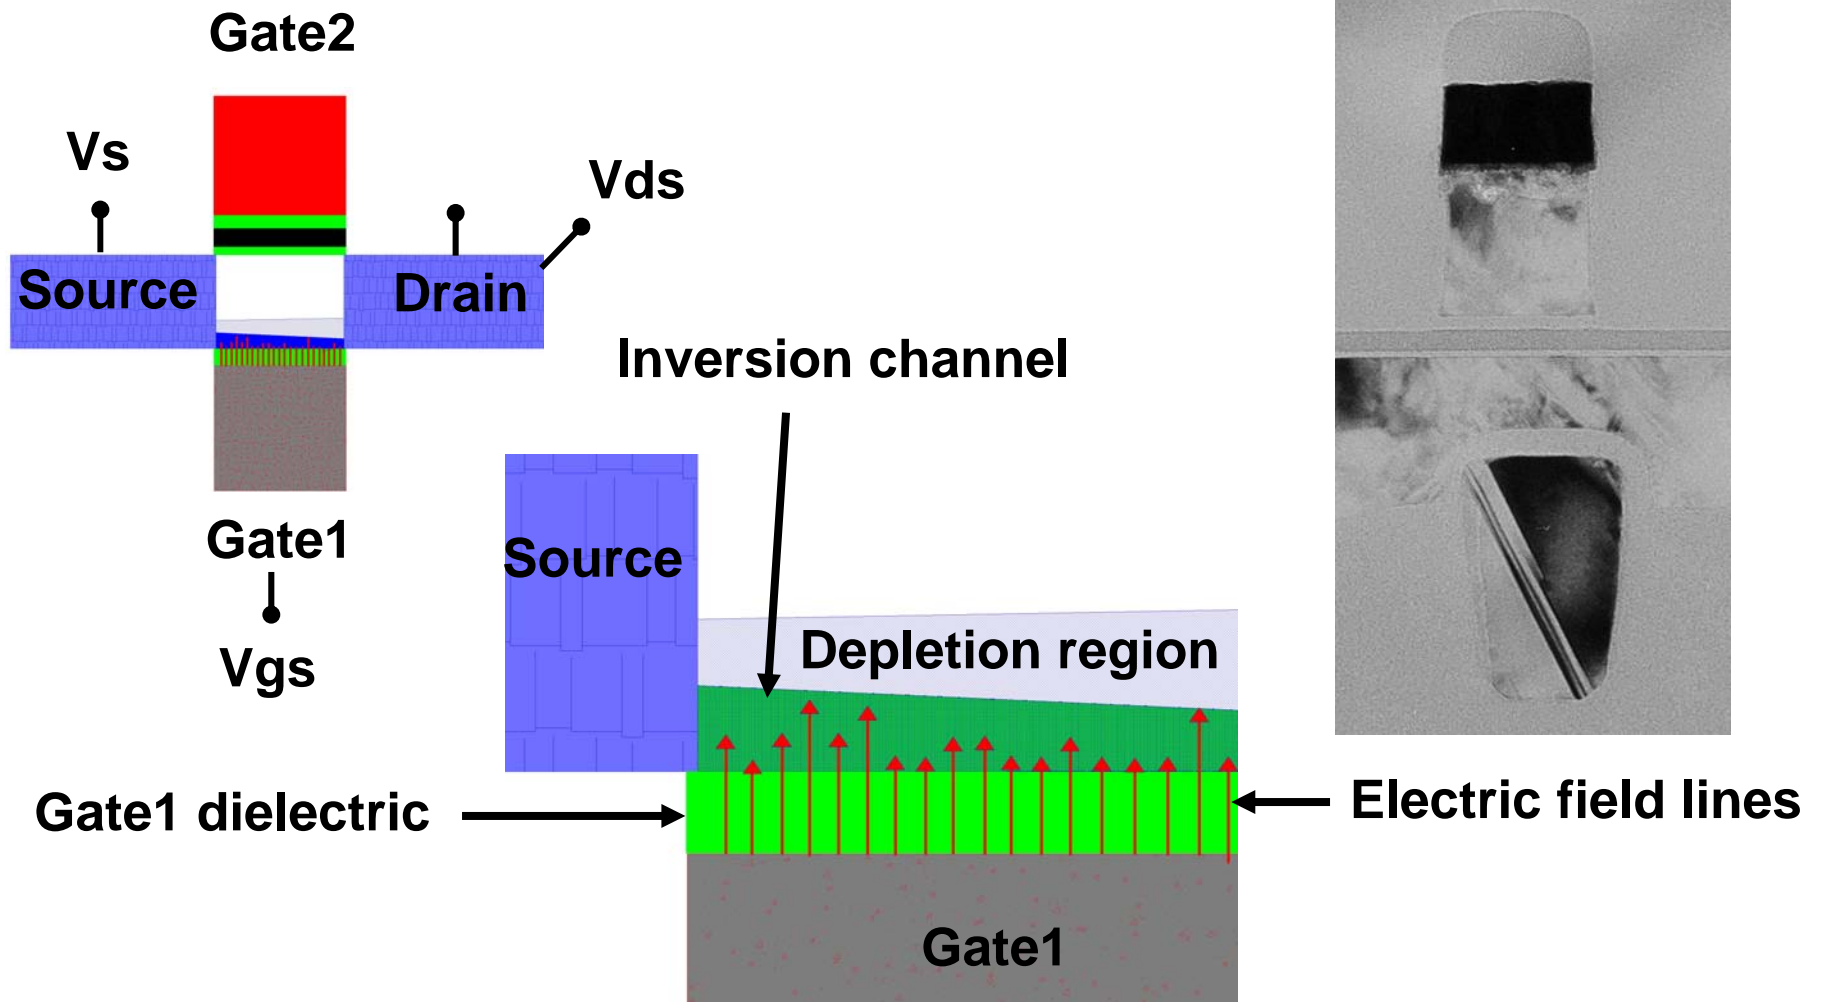 Gate2
Vs
Vds
Source
Drain
Inversion channel
Gate1
Source
Vgs
Depletion region
Gate1 dielectric
Electric field lines
Gate1